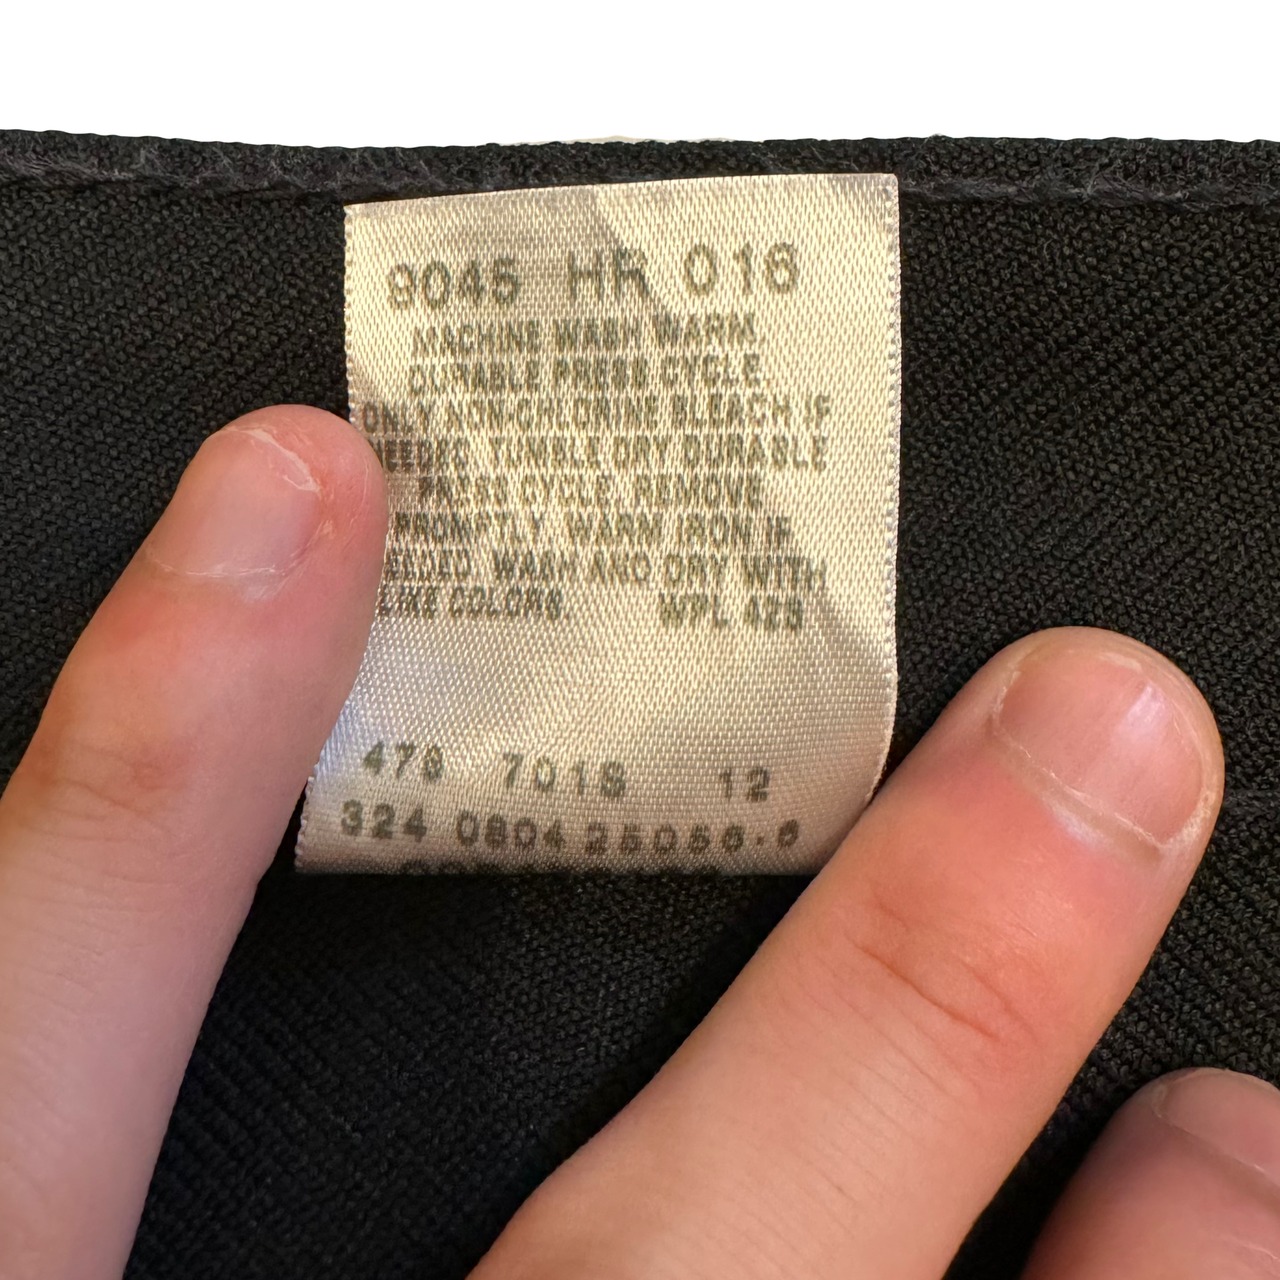 9045 HR 016
MACHINE WASH WARM,
DURABLE PRESS CYCLE.
ONLY NON-CHLORINE BLEACH IF
NEEDED. TUMBLE DRY DURABLE
PRESS CYCLE. REMOVE
PROMPTLY. WARM IRON IF
NEEDED. WASH AND DRY WITH
LIKE COLORS WPL 423
478 7018 12
324 0804 25056-6